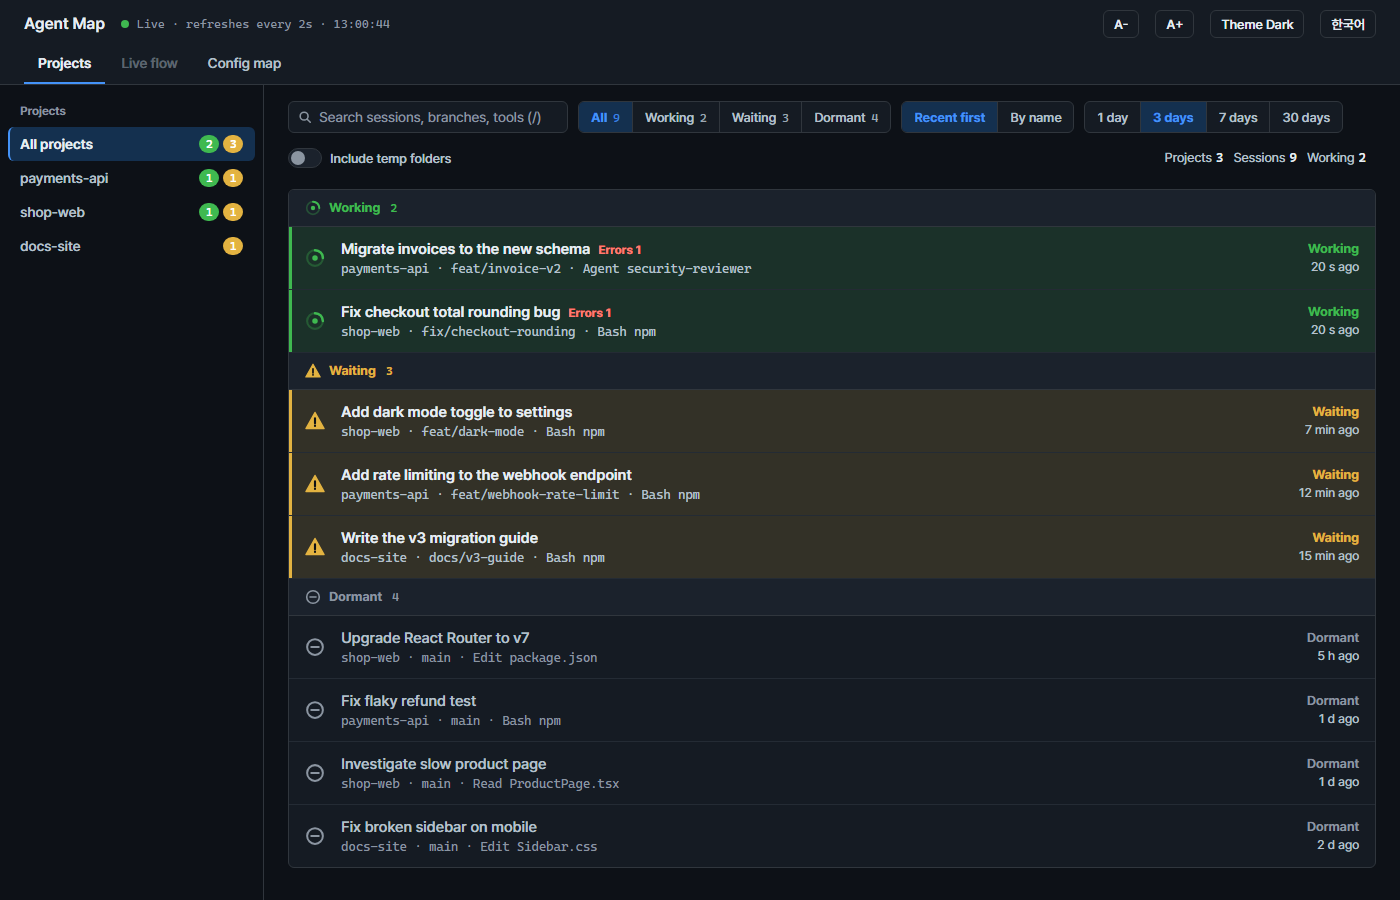 Agent Map Live · refreshes every 2s · 13:00:44 A- A+ Theme Dark 한국어
Projects Live flow Config map
Projects
All projects 2 3
payments-api 1 1
shop-web 1 1
docs-site 1
Search sessions, branches, tools (/) All 9 Working 2 Waiting 3 Dormant 4 Recent first By name 1 day 3 days 7 days 30 days
Include temp folders Projects 3 Sessions 9 Working 2
Working 2
Migrate invoices to the new schema Errors 1 Working
payments-api · feat/invoice-v2 · Agent security-reviewer 20 s ago
Fix checkout total rounding bug Errors 1 Working
shop-web · fix/checkout-rounding · Bash npm 20 s ago
Waiting 3
Add dark mode toggle to settings Waiting
shop-web · feat/dark-mode · Bash npm 7 min ago
Add rate limiting to the webhook endpoint Waiting
payments-api · feat/webhook-rate-limit · Bash npm 12 min ago
Write the v3 migration guide Waiting
docs-site · docs/v3-guide · Bash npm 15 min ago
Dormant 4
Upgrade React Router to v7 Dormant
shop-web · main · Edit package.json 5 h ago
Fix flaky refund test Dormant
payments-api · main · Bash npm 1 d ago
Investigate slow product page Dormant
shop-web · main · Read ProductPage.tsx 1 d ago
Fix broken sidebar on mobile Dormant
docs-site · main · Edit Sidebar.css 2 d ago